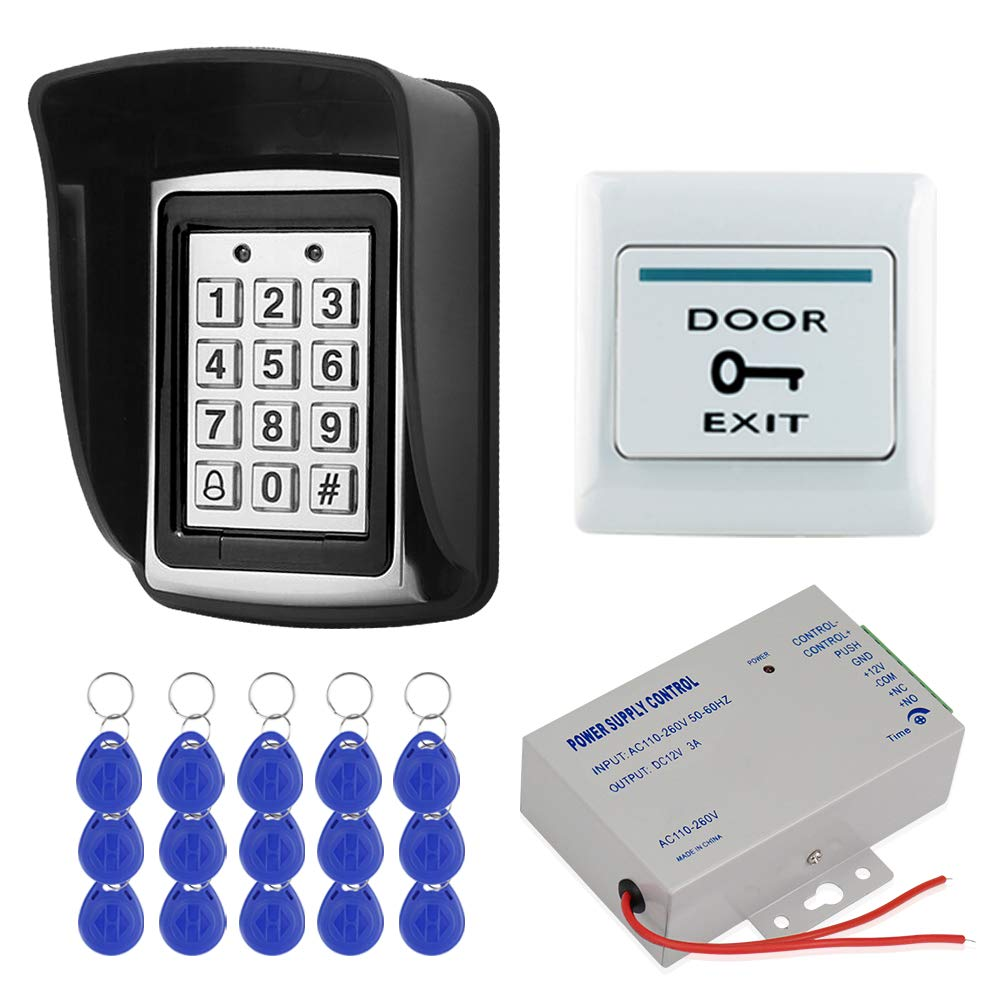 1 2 3
4 5 6
7 8 9
0 #
DOOR
EXIT
POWER SUPPLY CONTROL
INPUT: AC110-260V 50-60HZ
OUTPUT: DC12V 3A
AC110-260V
MADE IN CHINA
POWER
CONTROL-
CONTROL+
PUSH
GND
+12V
-COM
+NC
+NO
Time